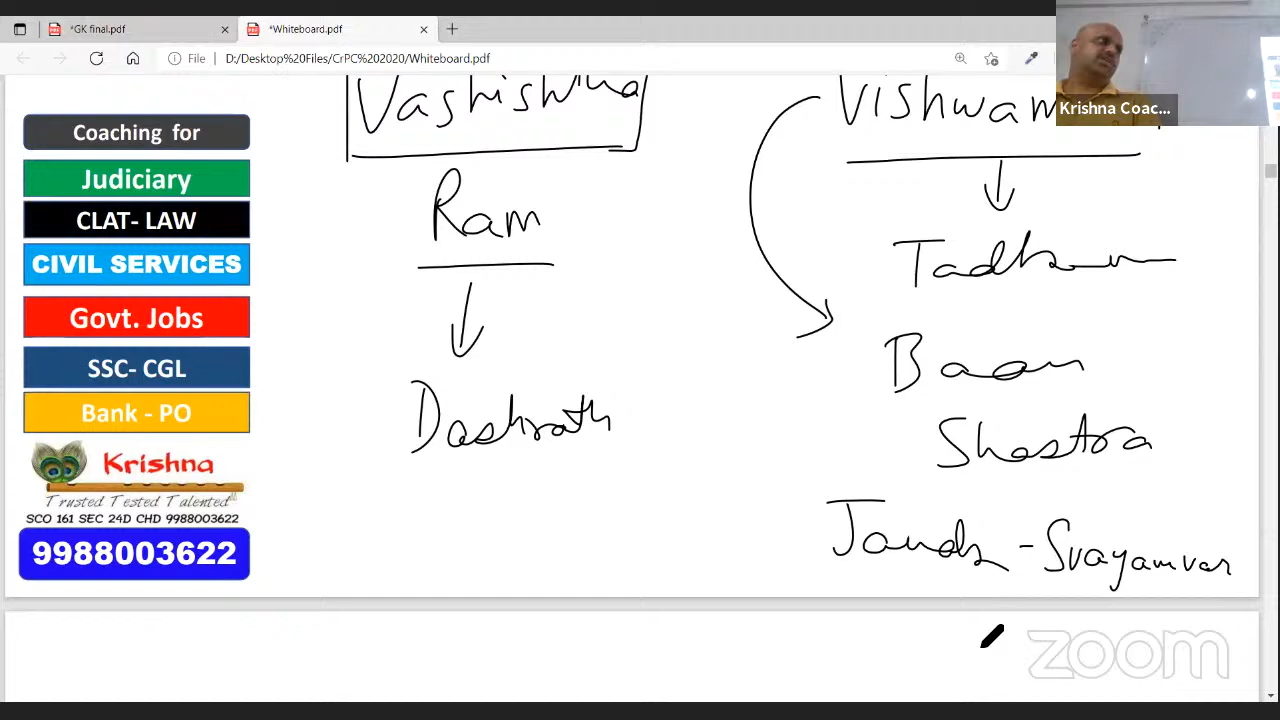 *GK final.pdf
*Whiteboard.pdf
File
D:/Desktop%20Files/CrPC%202020/Whiteboard.pdf
Krishna Coac...
Coaching for
Judiciary
CLAT- LAW
CIVIL SERVICES
Govt. Jobs
SSC- CGL
Bank - PO
Krishna
Trusted Tested Talented
SCO 161 SEC 24D CHD 9988003622
9988003622
Vashishtha
Ram
Dashrath
Vishwam
Baan
Shastra
Janak - Svayamvar
zoom